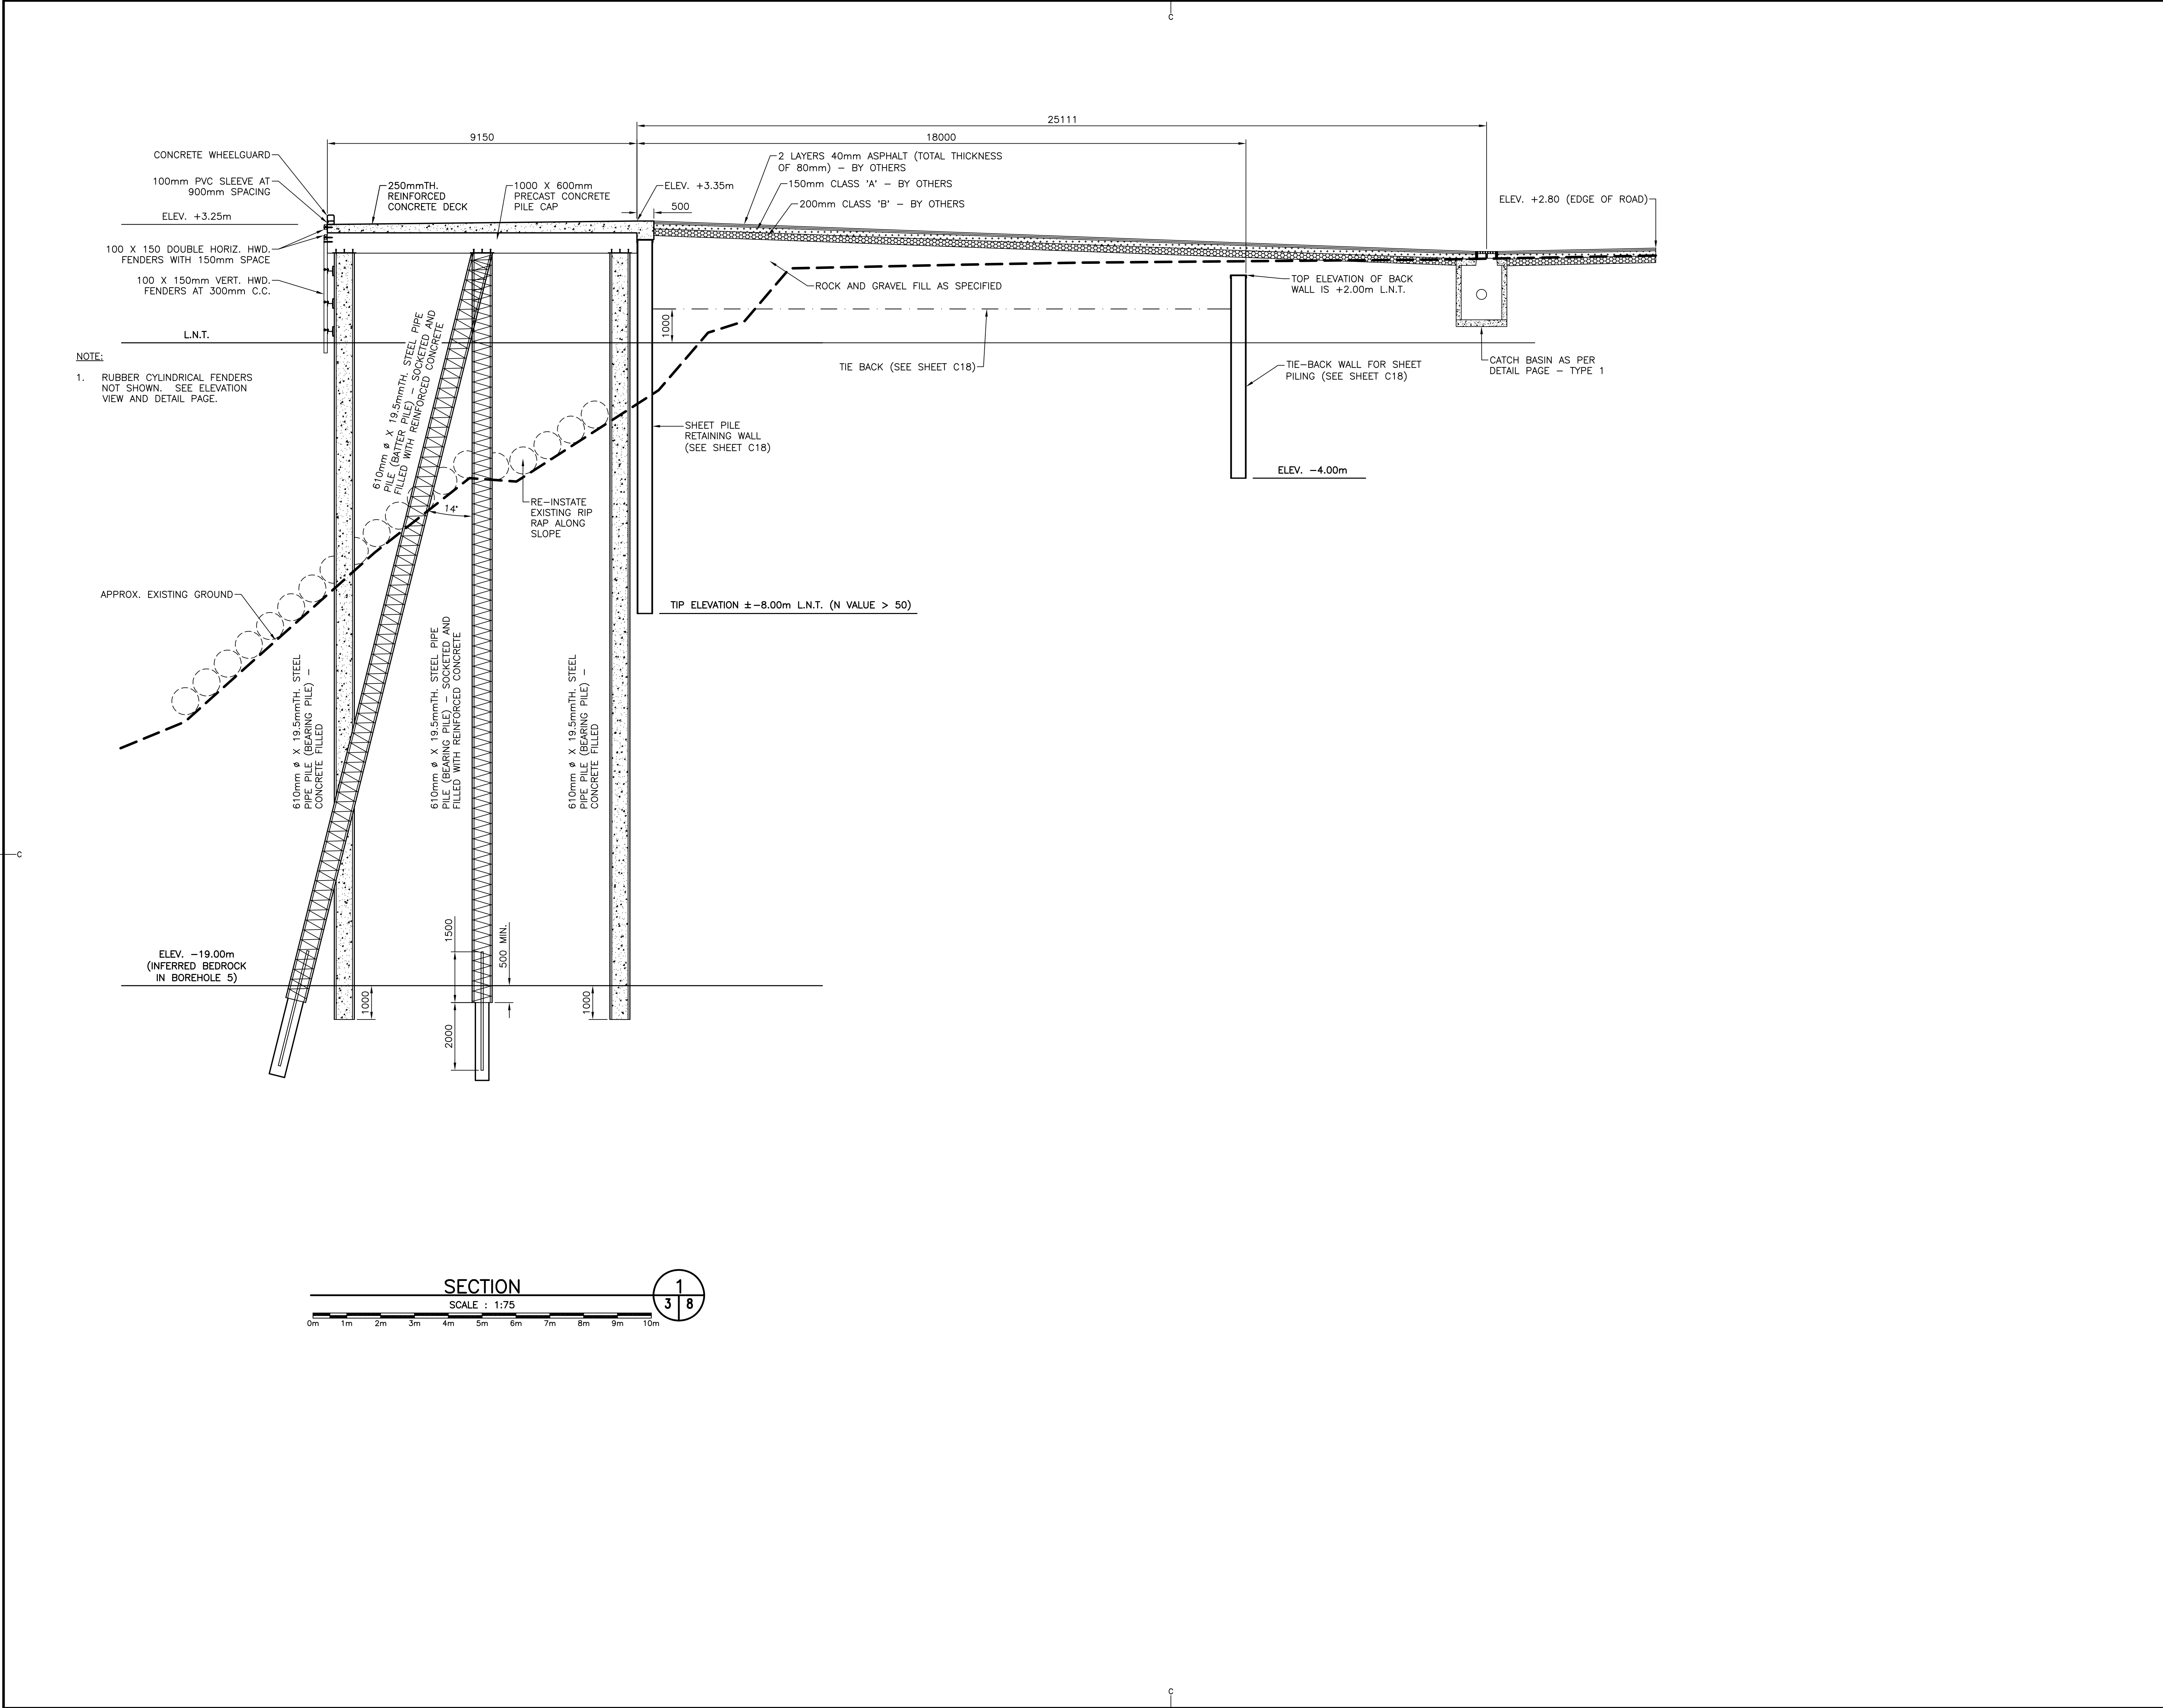 C
25111
9150
18000
CONCRETE WHEELGUARD
100mm PVC SLEEVE AT
900mm SPACING
ELEV. +3.25m
100 X 150 DOUBLE HORIZ. HWD.
FENDERS WITH 150mm SPACE
100 X 150mm VERT. HWD.
FENDERS AT 300mm C.C.
L.N.T.
250mmTH.
REINFORCED
CONCRETE DECK
1000 X 600mm
PRECAST CONCRETE
PILE CAP
ELEV. +3.35m
500
2 LAYERS 40mm ASPHALT (TOTAL THICKNESS
OF 80mm) – BY OTHERS
150mm CLASS 'A' – BY OTHERS
200mm CLASS 'B' – BY OTHERS
ELEV. +2.80 (EDGE OF ROAD)
ROCK AND GRAVEL FILL AS SPECIFIED
TOP ELEVATION OF BACK
WALL IS +2.00m L.N.T.
1000
TIE BACK (SEE SHEET C18)
TIE-BACK WALL FOR SHEET
PILING (SEE SHEET C18)
CATCH BASIN AS PER
DETAIL PAGE – TYPE 1
NOTE:
1. RUBBER CYLINDRICAL FENDERS
NOT SHOWN. SEE ELEVATION
VIEW AND DETAIL PAGE.
610mm ø X 19.5mmTH. STEEL PIPE
PILE (BATTER PILE) – SOCKETED AND
FILLED WITH REINFORCED CONCRETE
SHEET PILE
RETAINING WALL
(SEE SHEET C18)
ELEV. –4.00m
14°
RE-INSTATE
EXISTING RIP
RAP ALONG
SLOPE
APPROX. EXISTING GROUND
TIP ELEVATION ±–8.00m L.N.T. (N VALUE > 50)
610mm ø X 19.5mmTH. STEEL
PIPE PILE (BEARING PILE) –
CONCRETE FILLED
610mm ø X 19.5mmTH. STEEL PIPE
PILE (BEARING PILE) – SOCKETED AND
FILLED WITH REINFORCED CONCRETE
610mm ø X 19.5mmTH. STEEL
PIPE PILE (BEARING PILE) –
CONCRETE FILLED
C
1500
500 MIN.
ELEV. –19.00m
(INFERRED BEDROCK
IN BOREHOLE 5)
1000
1000
2000
SECTION
SCALE : 1:75
1
3 8
0m 1m 2m 3m 4m 5m 6m 7m 8m 9m 10m
C